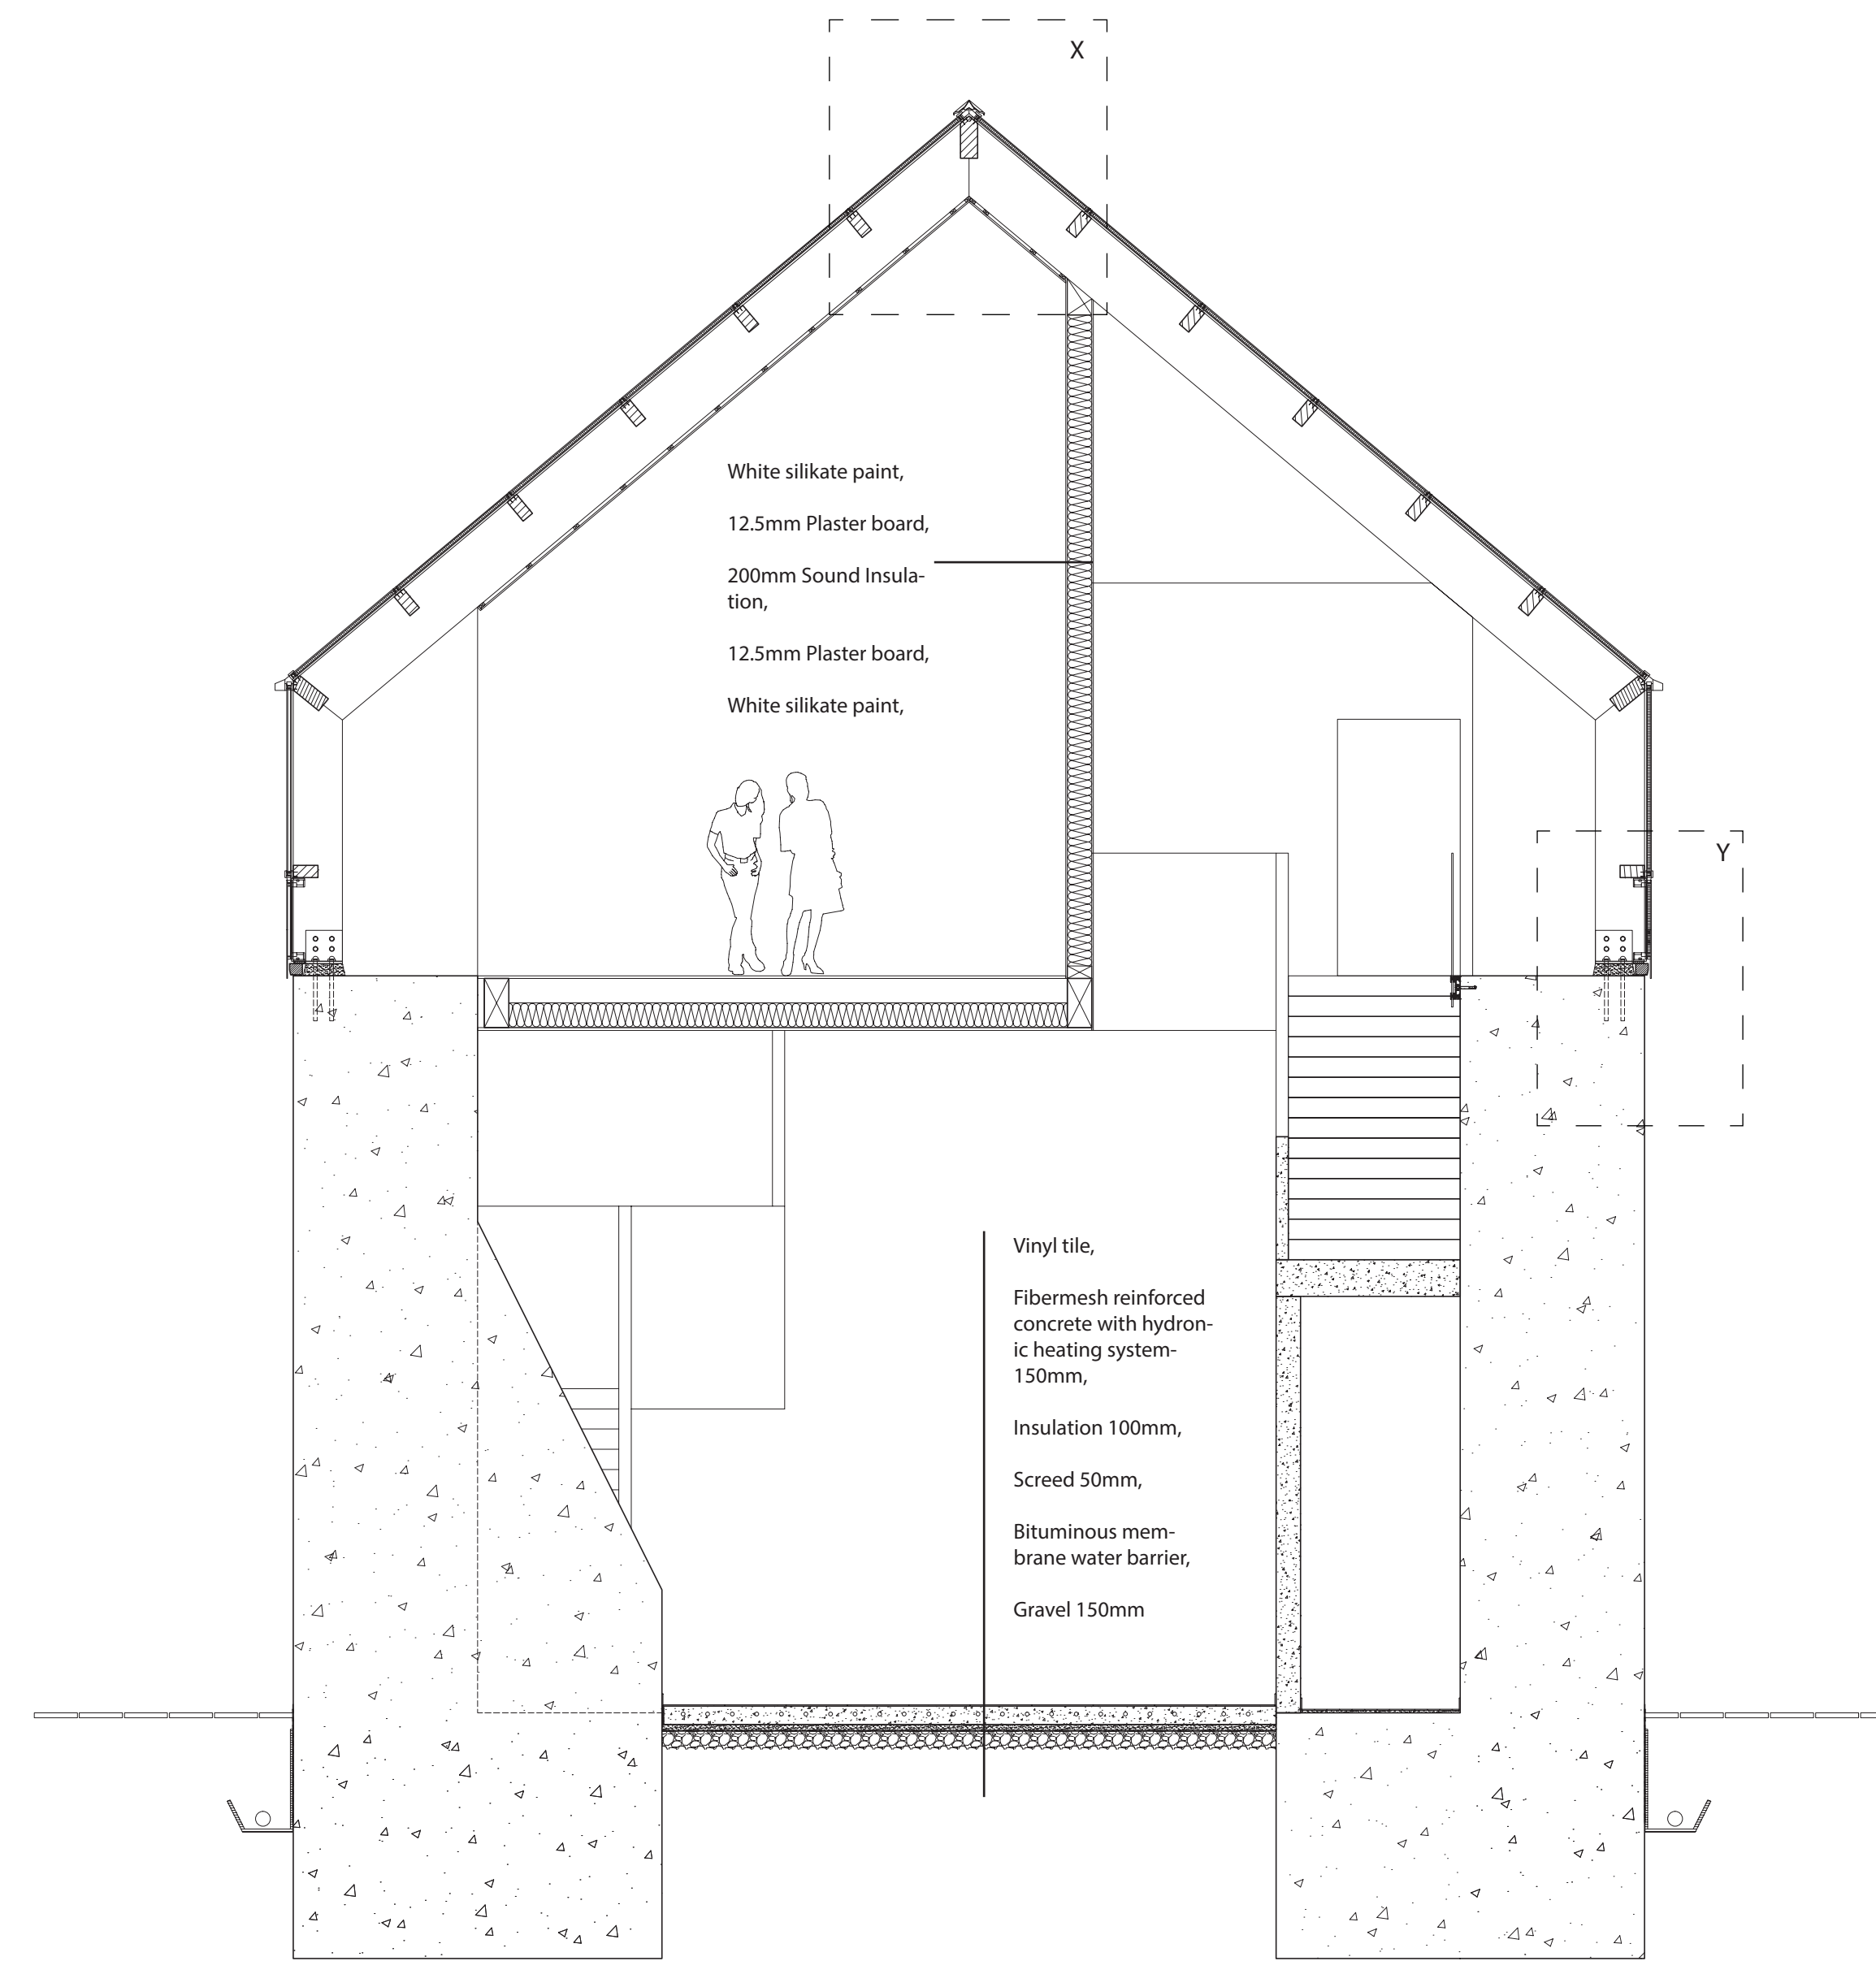 X
White silikate paint,
12.5mm Plaster board,
200mm Sound Insula-
tion,
12.5mm Plaster board,
White silikate paint,
Y
Vinyl tile,
Fibermesh reinforced
concrete with hydron-
ic heating system-
150mm,
Insulation 100mm,
Screed 50mm,
Bituminous mem-
brane water barrier,
Gravel 150mm